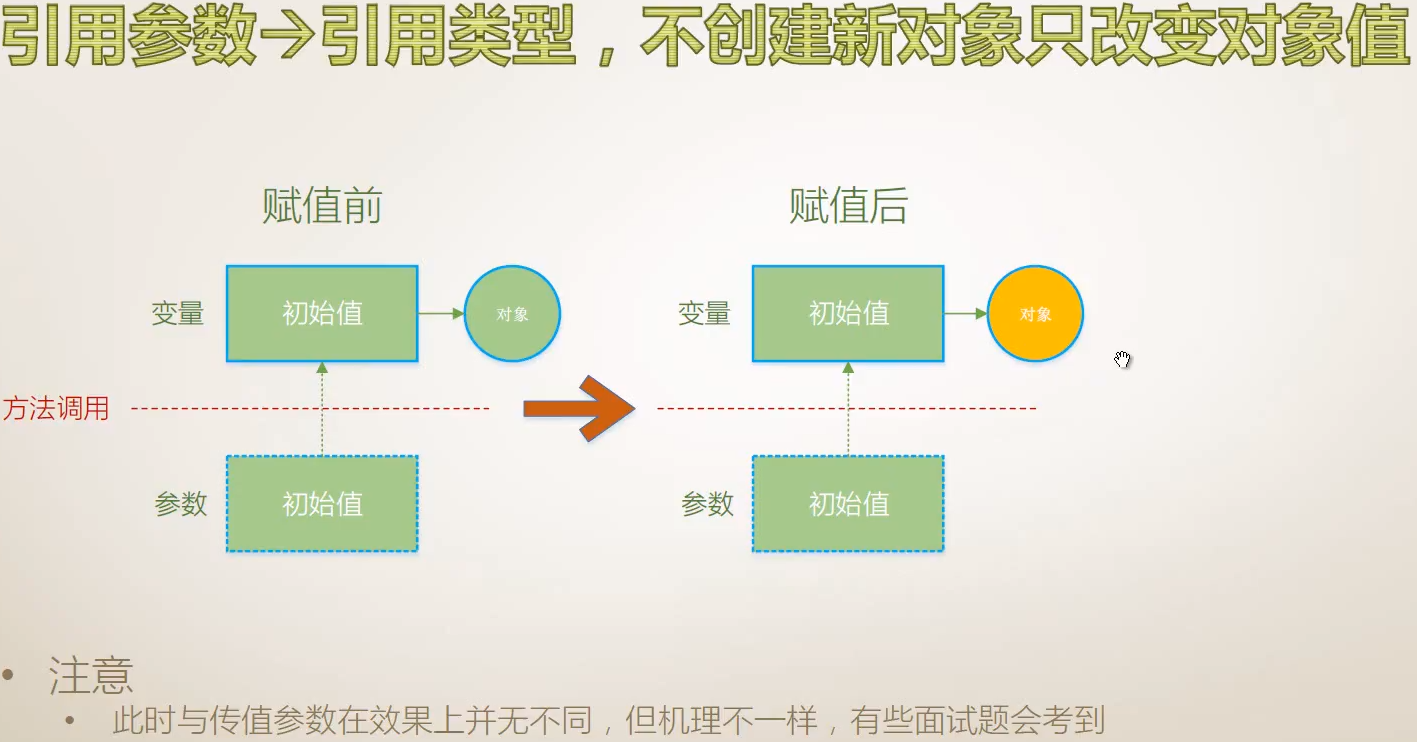 引用参数→引用类型，不创建新对象只改变对象值
赋值前
赋值后
变量
初始值
对象
变量
初始值
对象
方法调用
参数
初始值
参数
初始值
• 注意
• 此时与传值参数在效果上并无不同，但机理不一样，有些面试题会考到